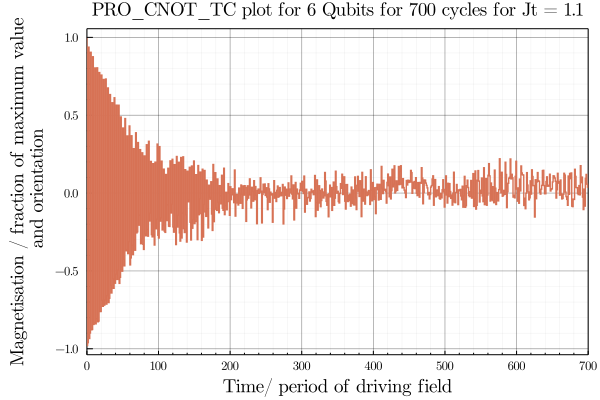 PRO_CNOT_TC plot for 6 Qubits for 700 cycles for Jt = 1.1
Magnetisation / fraction of maximum value
and orientation
1.0
0.5
0.0
−0.5
−1.0
0 100 200 300 400 500 600 700
Time/ period of driving field